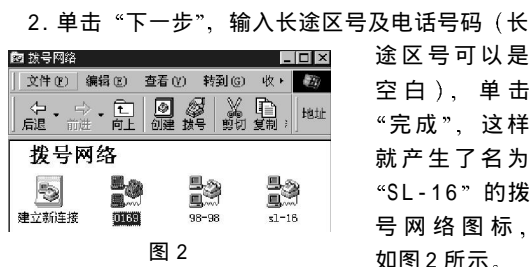 2. 单击“下一步”，输入长途区号及电话号码（长
途区号可以是
空白），单击
“完成”，这样
就产生了名为
“SL-16”的拨
号网络图标，
如图2所示。
拨号网络
文件(F) 编辑(E) 查看(V) 转到(G) 收
后退 前进 向上 创建 拨号 剪切 复制 地址
拨号网络
建立新连接 0169 98-98 sl-16
图2